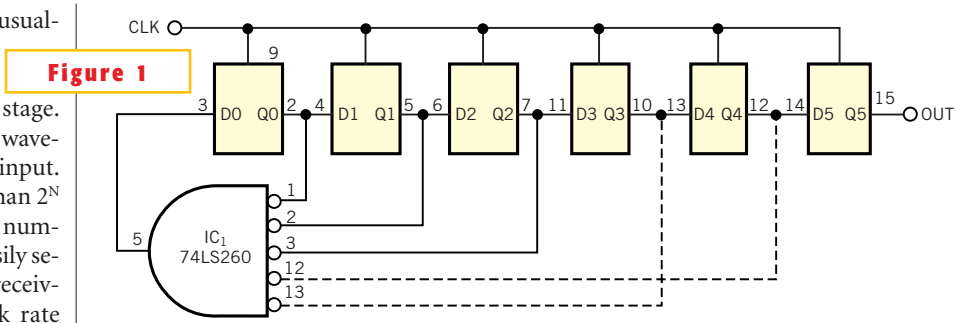 usual-
stage.
wave-
input.
than 2N
num-
sily se-
receiv-
k rate
Figure 1
CLK
9
3 D0 Q0 2 4 D1 Q1 5 6 D2 Q2 7 11 D3 Q3 10 13 D4 Q4 12 14 D5 Q5 15 OUT
1
2
5 IC1 3
74LS260
12
13